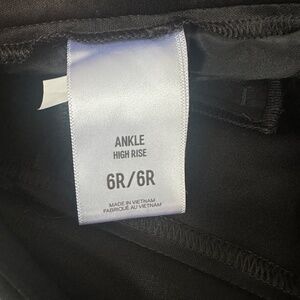 ANKLE
HIGH RISE
6R/6R
MADE IN VIETNAM
FABRIQUÉ AU VIETNAM